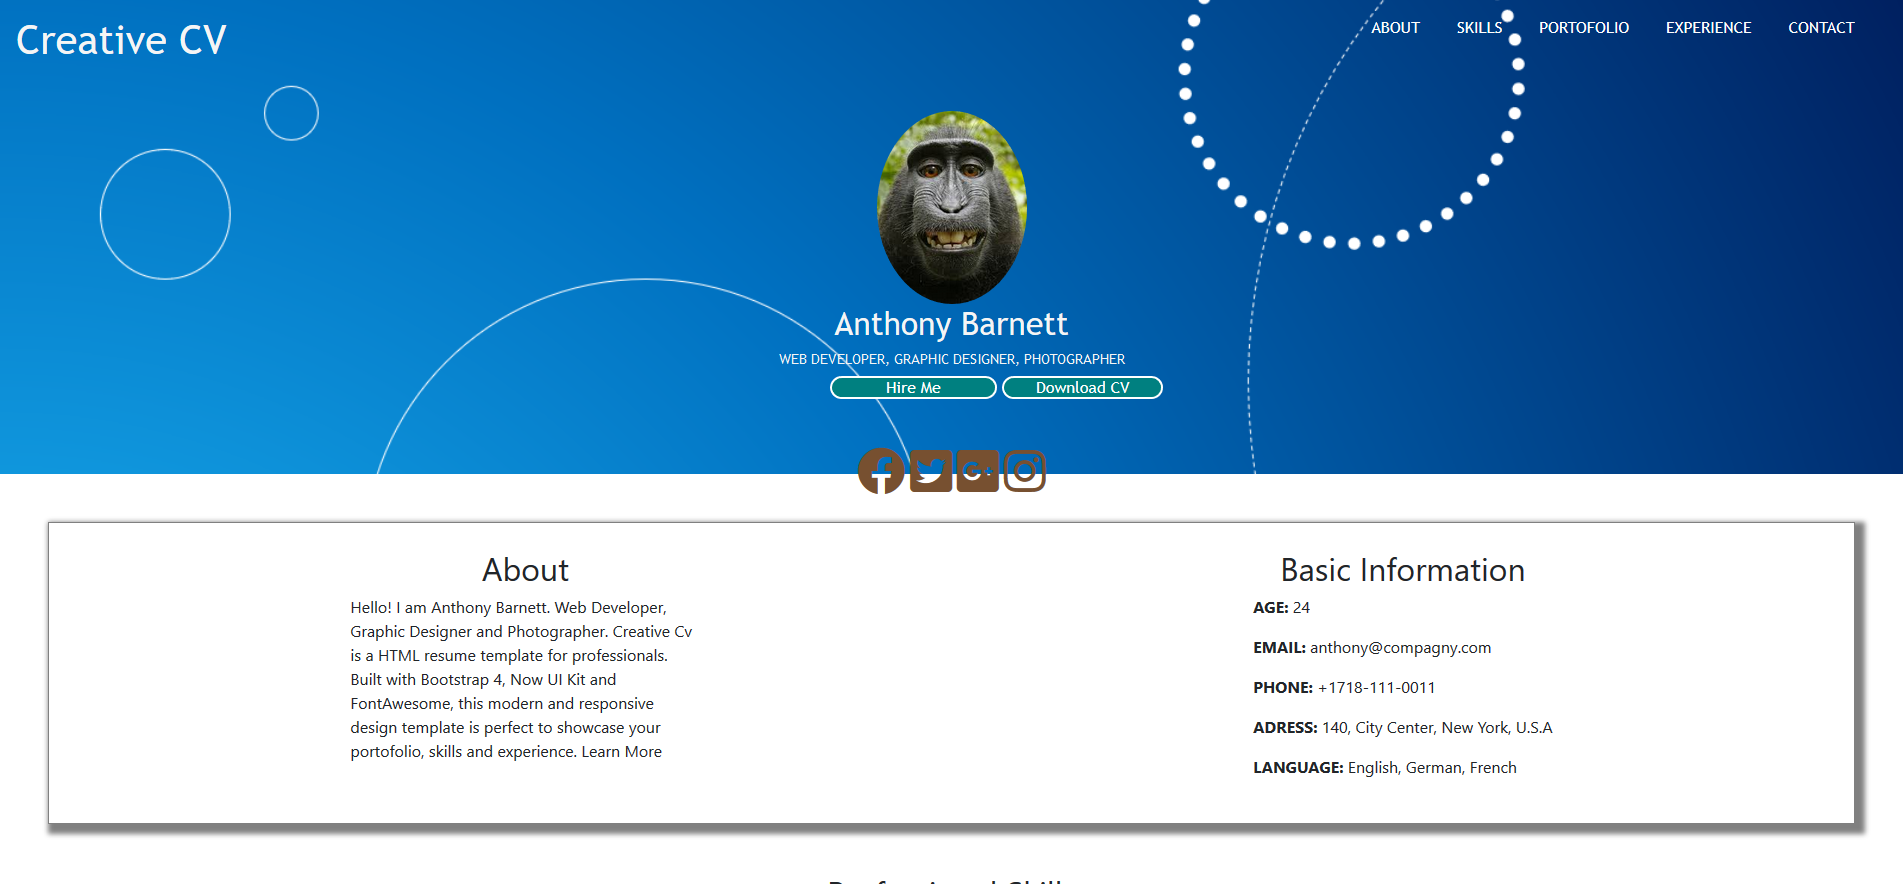 Creative CV
ABOUT SKILLS PORTOFOLIO EXPERIENCE CONTACT
Anthony Barnett
WEB DEVELOPER, GRAPHIC DESIGNER, PHOTOGRAPHER
Hire Me Download CV
About
Hello! I am Anthony Barnett. Web Developer,
Graphic Designer and Photographer. Creative Cv
is a HTML resume template for professionals.
Built with Bootstrap 4, Now UI Kit and
FontAwesome, this modern and responsive
design template is perfect to showcase your
portofolio, skills and experience. Learn More
Basic Information
AGE: 24
EMAIL: anthony@compagny.com
PHONE: +1718-111-0011
ADRESS: 140, City Center, New York, U.S.A
LANGUAGE: English, German, French